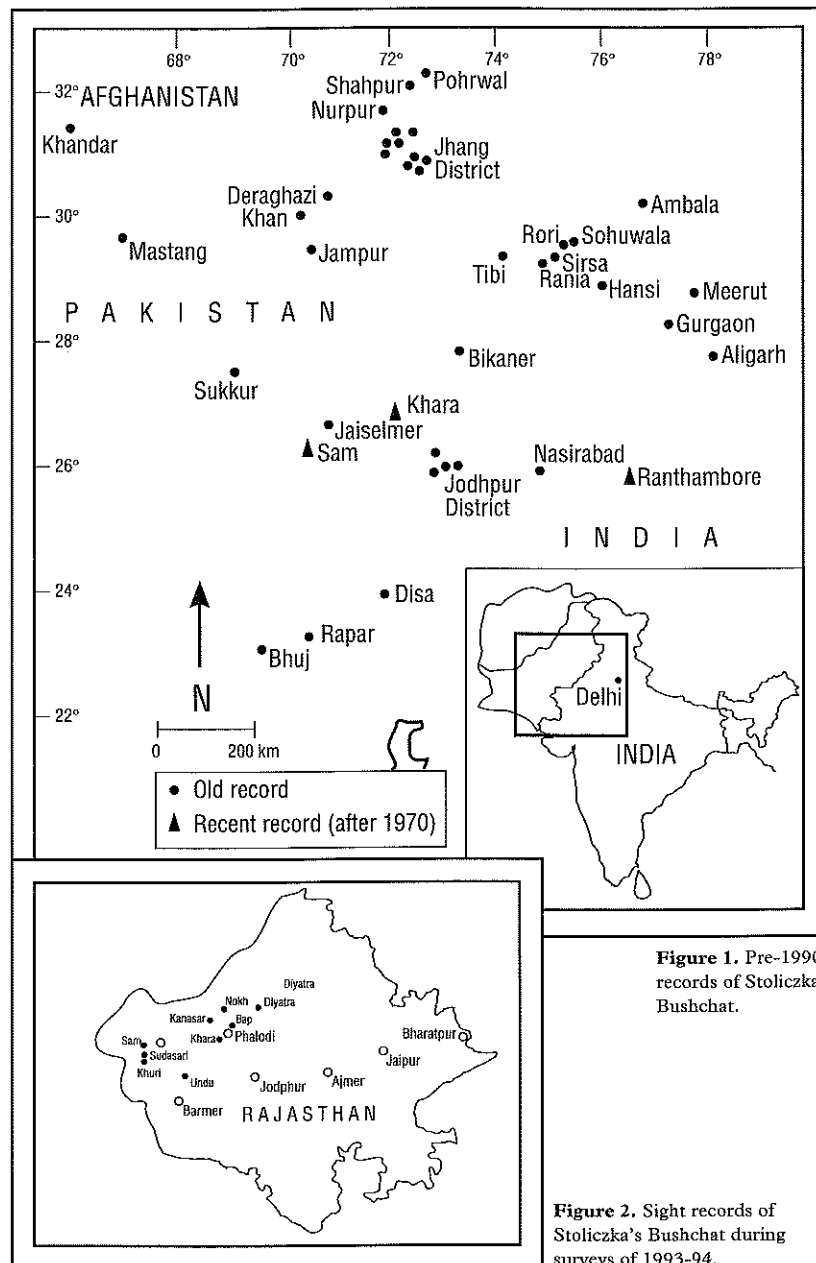 68° 70° 72° 74° 76° 78°
32°
AFGHANISTAN
Shahpur
Pohrwal
Nurpur
Khandar
Jhang
District
Deraghazi
Khan
30°
Ambala
Mastang
Jampur
Rori
Sohuwala
Tibi
Sirsa
Rania
Hansi
Meerut
PAKISTAN
Gurgaon
28°
Bikaner
Aligarh
Sukkur
Khara
Jaiselmer
Sam
Nasirabad
26°
Ranthambore
Jodhpur
District
INDIA
24°
Disa
Rapar
Bhuj
N
22°
0 200 km
Old record
Recent record (after 1970)
Delhi
INDIA
Figure 1. Pre-1990
records of Stoliczka
Bushchat.
Diyatra
Nokh
Diyatra
Kanasar
Bap
Phalodi
Bharatpur
Khara
Sam
Sudasari
Jaipur
Khuri
Unda
Jodphur
Ajmer
Barmer
RAJASTHAN
Figure 2. Sight records of
Stoliczka's Bushchat during
surveys of 1993-94.